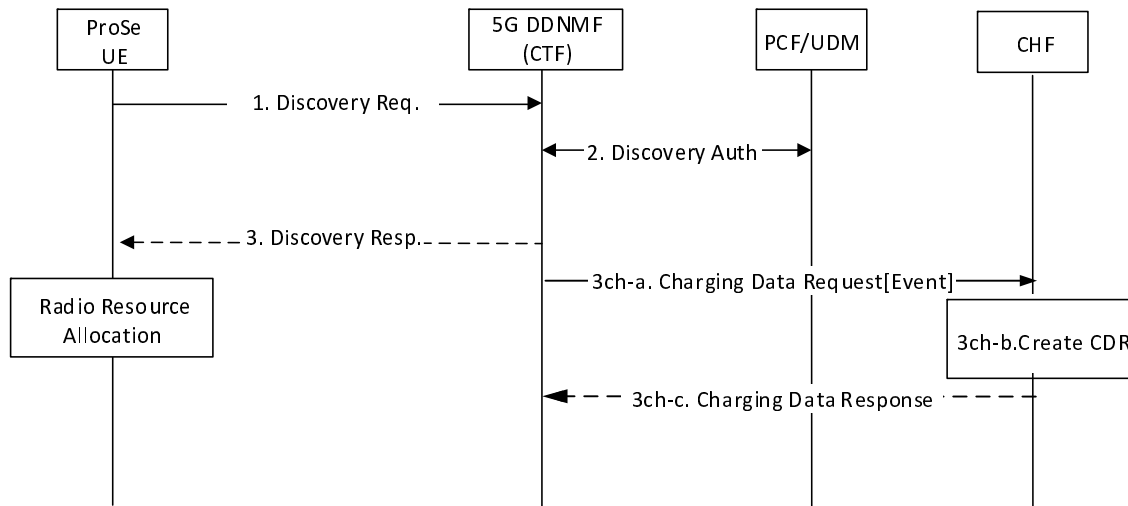 ProSe
UE
5G DDNMF
(CTF)
PCF/UDM
CHF
1. Discovery Req.
2. Discovery Auth
3. Discovery Resp.
3ch-a. Charging Data Request[Event]
Radio Resource
Allocation
3ch-b.Create CDR
3ch-c. Charging Data Response